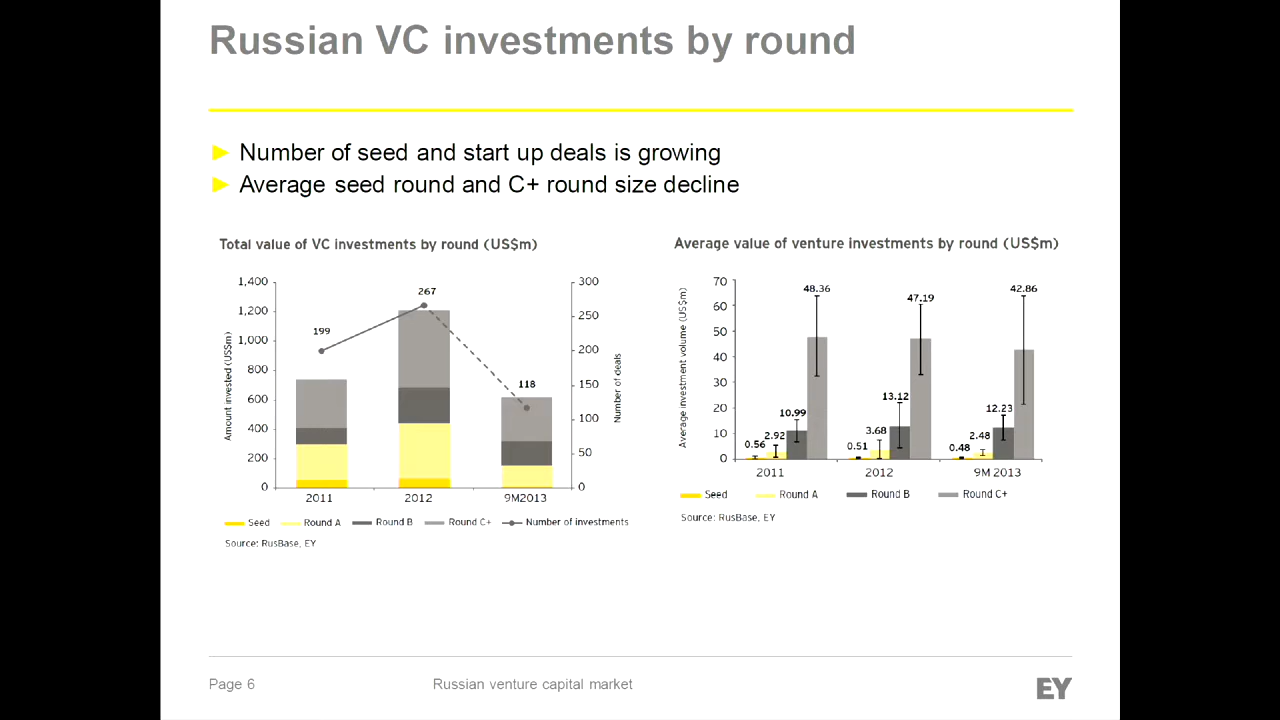 Russian VC investments by round
► Number of seed and start up deals is growing
► Average seed round and C+ round size decline
Total value of VC investments by round (US$m)
Amount invested (US$m)
1,400
1,200
1,000
800
600
400
200
0
199
267
118
300
250
200
150
100
50
0
Number of deals
2011 2012 9M2013
Seed Round A Round B Round C+ Number of investments
Source: RusBase, EY
Average value of venture investments by round (US$m)
Average investment volume (US$m)
70
60
50
40
30
20
10
0
0.56 2.92 10.99 48.36
0.51 3.68 13.12 47.19
0.48 2.48 12.23 42.86
2011 2012 9M 2013
Seed Round A Round B Round C+
Source: RusBase, EY
Page 6 Russian venture capital market
EY